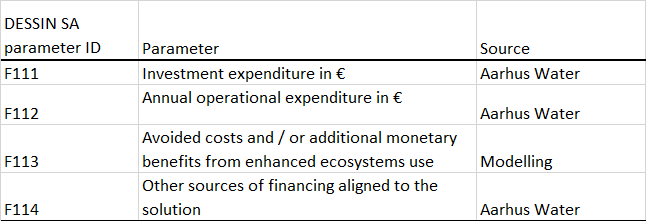 DESSIN SA
parameter ID Parameter Source
F111 Investment expenditure in € Aarhus Water
Annual operational expenditure in €
F112 Aarhus Water
Avoided costs and / or additional monetary
F113 benefits from enhanced ecosystems use Modelling
Other sources of financing aligned to the
F114 solution Aarhus Water